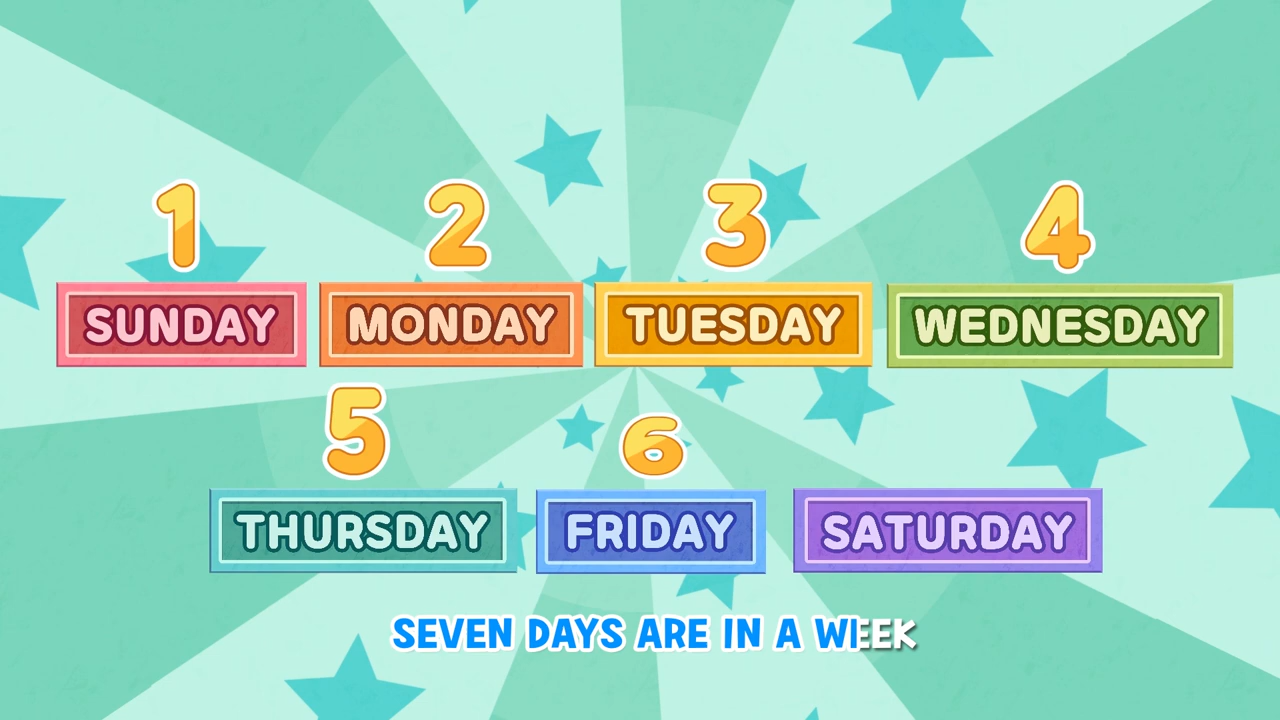 1 2 3 4
SUNDAY MONDAY TUESDAY WEDNESDAY
5 6
THURSDAY FRIDAY SATURDAY
SEVEN DAYS ARE IN A WEEK